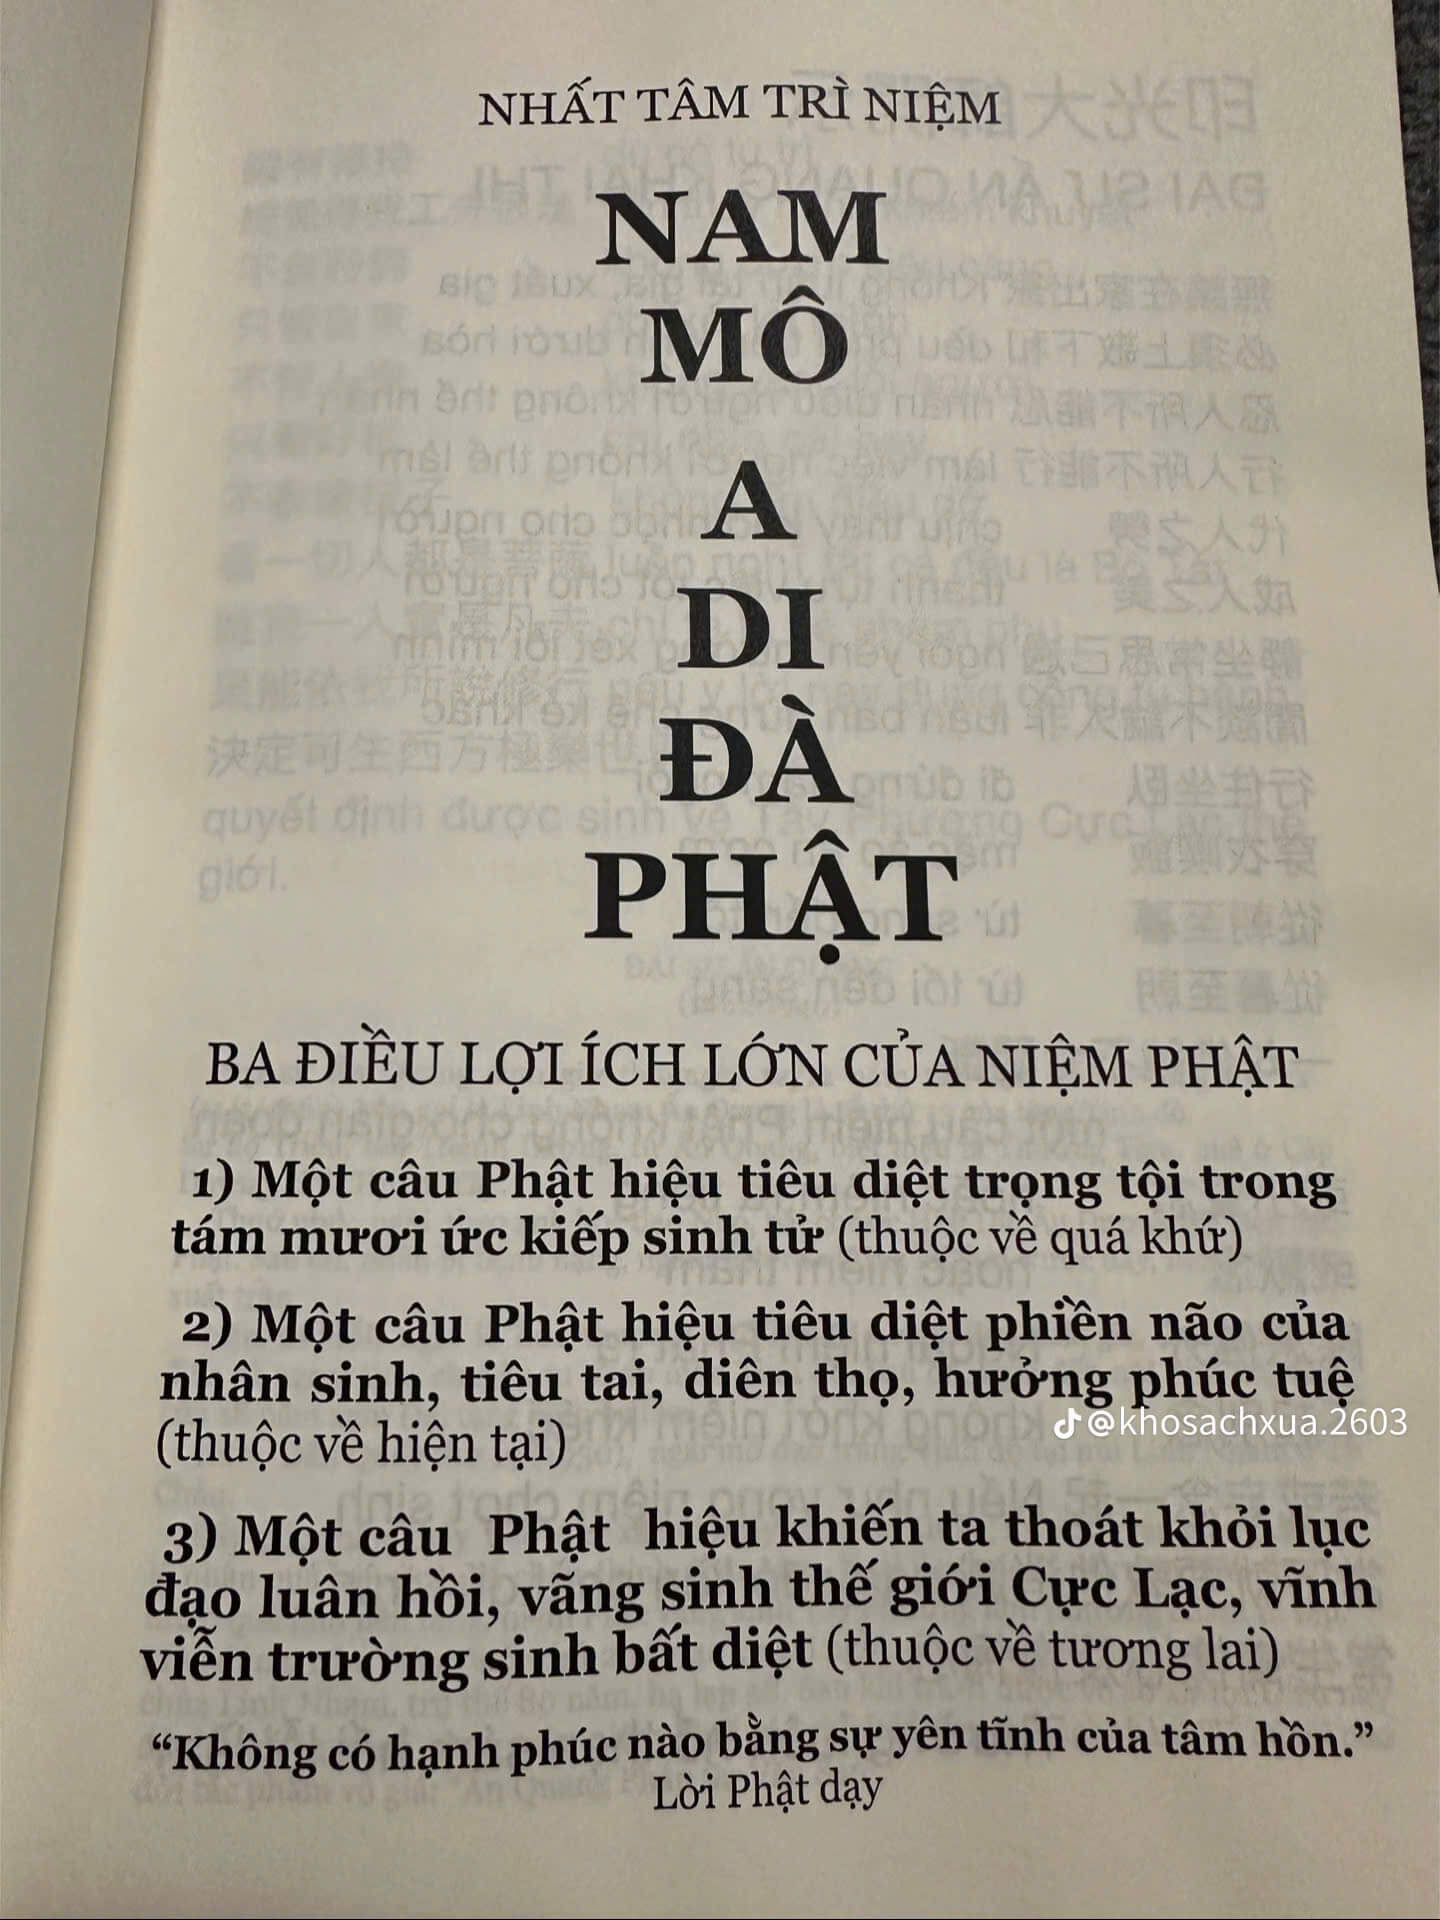 NHẤT TÂM TRÌ NIỆM
NAM
MÔ
A
DI
ĐÀ
PHẬT
BA ĐIỀU LỢI ÍCH LỚN CỦA NIỆM PHẬT
1) Một câu Phật hiệu tiêu diệt trọng tội trong
tám mươi ức kiếp sinh tử (thuộc về quá khứ)
2) Một câu Phật hiệu tiêu diệt phiền não của
nhân sinh, tiêu tai, diên thọ, hưởng phúc tuệ
(thuộc về hiện tại)
@khosachxua.2603
3) Một câu Phật hiệu khiến ta thoát khỏi lục
đạo luân hồi, vãng sinh thế giới Cực Lạc, vĩnh
viễn trường sinh bất diệt (thuộc về tương lai)
“Không có hạnh phúc nào bằng sự yên tĩnh của tâm hồn.”
Lời Phật dạy